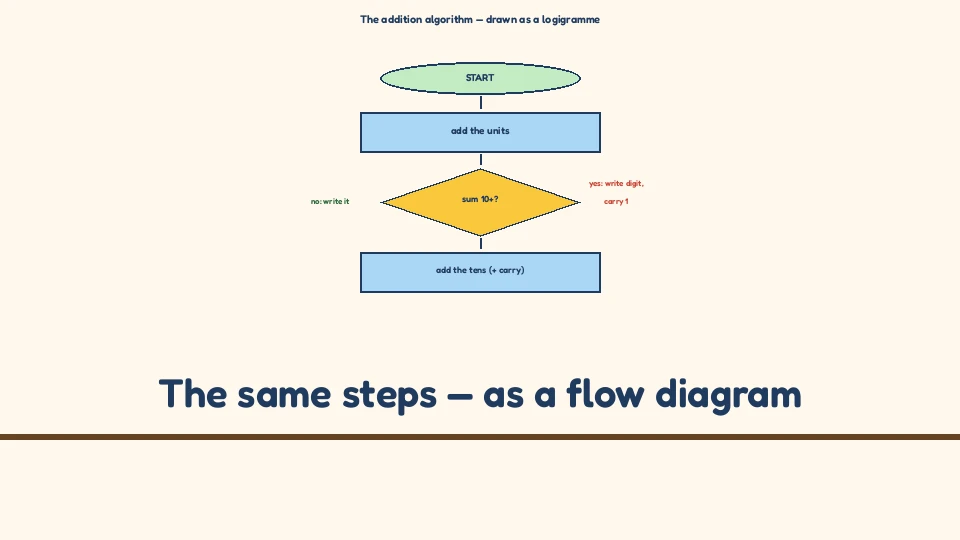 The addition algorithm — drawn as a logigramme
START
add the units
sum 10+?
no: write it
yes: write digit,
carry 1
add the tens (+ carry)
The same steps — as a flow diagram